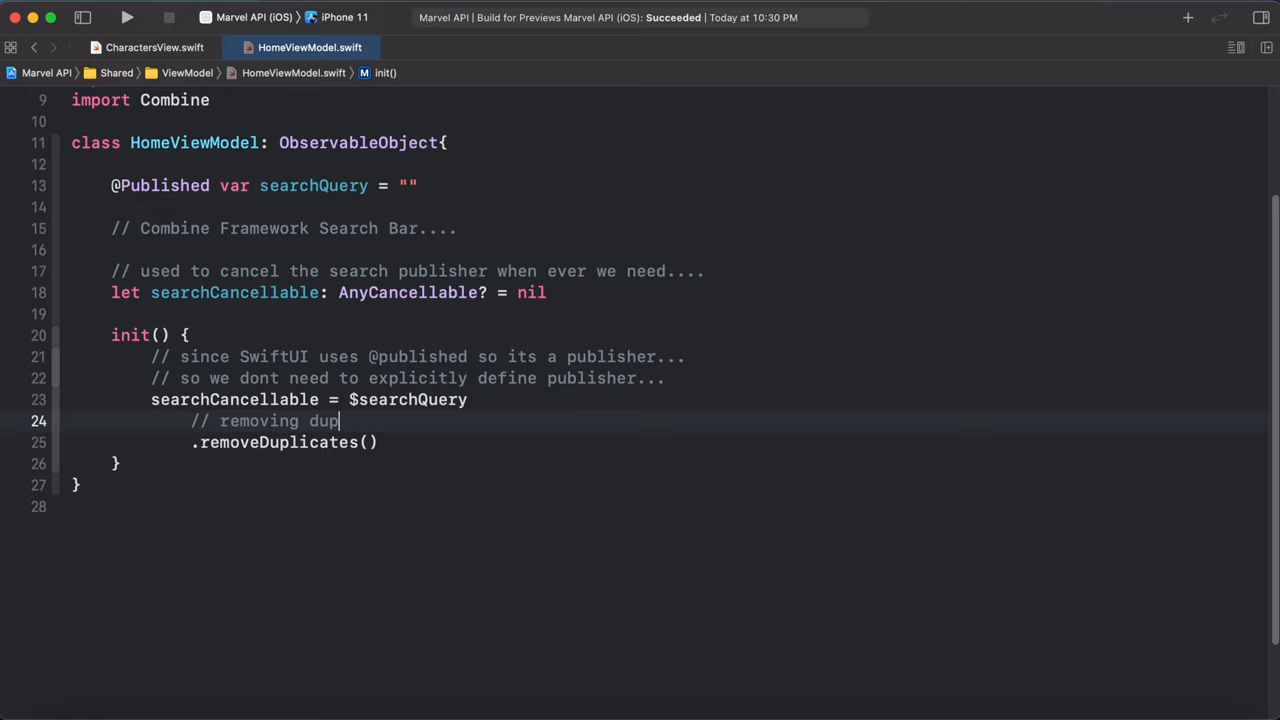 Marvel API (iOS) 〉 iPhone 11
Marvel API | Build for Previews Marvel API (iOS): Succeeded | Today at 10:30 PM
CharactersView.swift
HomeViewModel.swift
Marvel API 〉 Shared 〉 ViewModel 〉 HomeViewModel.swift 〉 M init()
9 import Combine
10
11 class HomeViewModel: ObservableObject{
12
13 @Published var searchQuery = ""
14
15 // Combine Framework Search Bar....
16
17 // used to cancel the search publisher when ever we need....
18 let searchCancellable: AnyCancellable? = nil
19
20 init() {
21 // since SwiftUI uses @published so its a publisher...
22 // so we dont need to explicitly define publisher...
23 searchCancellable = $searchQuery
24 // removing dup
25 .removeDuplicates()
26 }
27 }
28